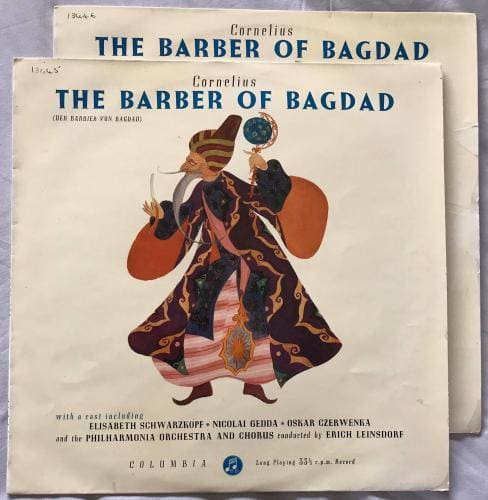 13446
Cornelius
THE BARBER OF BAGDAD
13445
Cornelius
THE BARBER OF BAGDAD
(DER BARBIER VON BAGDAD)
with a cast including
ELISABETH SCHWARZKOPF • NICOLAI GEDDA • OSKAR CZERWENKA
and the PHILHARMONIA ORCHESTRA AND CHORUS conducted by ERICH LEINSDORF
COLUMBIA Long Playing 33⅓ r.p.m. Record